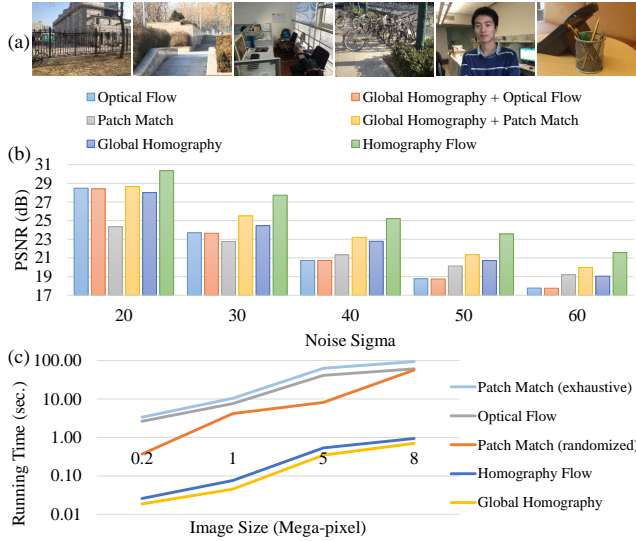 (a)
Optical Flow
Global Homography + Optical Flow
Patch Match
Global Homography + Patch Match
Global Homography
Homography Flow
(b)
31
29
27
25
23
21
19
17
PSNR (dB)
20 30 40 50 60
Noise Sigma
(c)
100.00
10.00
1.00
0.10
0.01
Running Time (sec.)
0.2 1 5 8
Image Size (Mega-pixel)
Patch Match (exhaustive)
Optical Flow
Patch Match (randomized)
Homography Flow
Global Homography